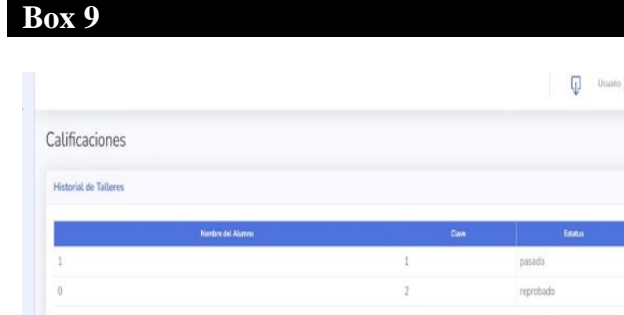 Box 9
Usuario
Calificaciones
Historial de Talleres
Nombre del Alumno Clave Estatus
1 1 pasado
0 2 reprobado